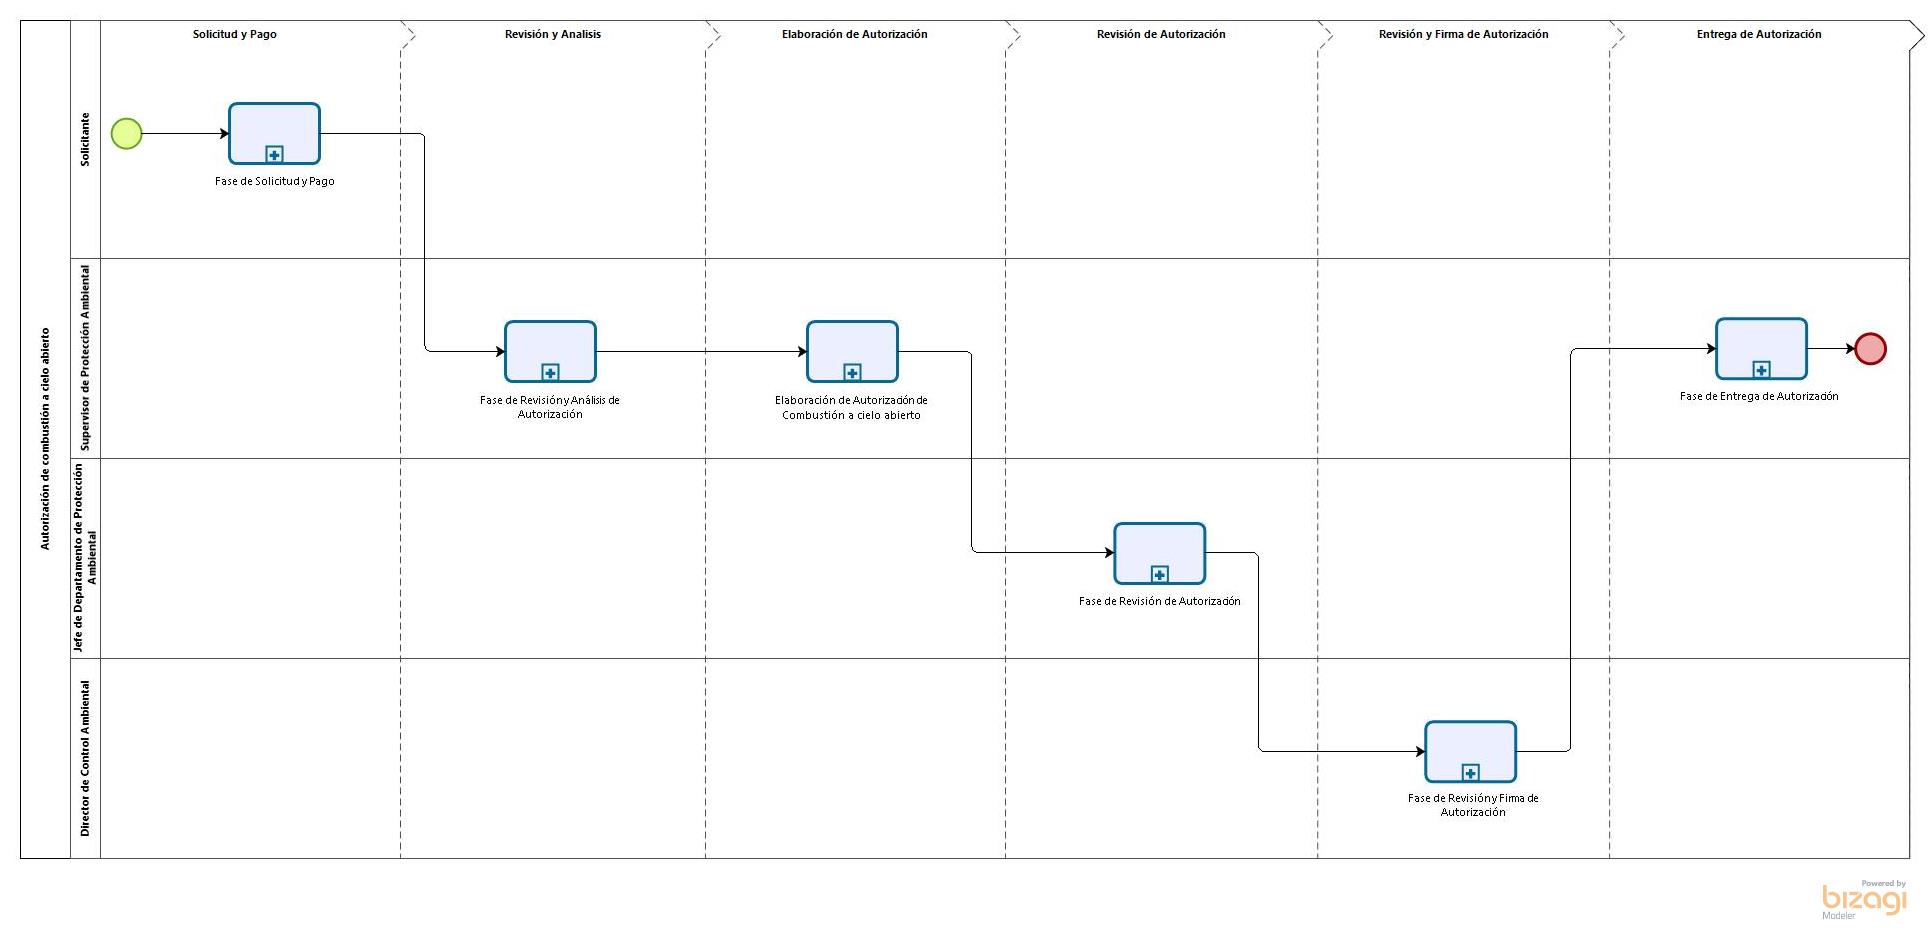 Solicitud y Pago
Revisión y Analisis
Elaboración de Autorización
Revisión de Autorización
Revisión y Firma de Autorización
Entrega de Autorización
Autorización de combustión a cielo abierto
Solicitante
Fase de Solicitud y Pago
Supervisor de Protección Ambiental
Fase de Revisión y Análisis de
Autorización
Elaboración de Autorización de
Combustión a cielo abierto
Fase de Entrega de Autorización
Jefe de Departamento de Protección
Ambiental
Fase de Revisión de Autorización
Director de Control Ambiental
Fase de Revisión y Firma de
Autorización
Powered by
bizagi
Modeler